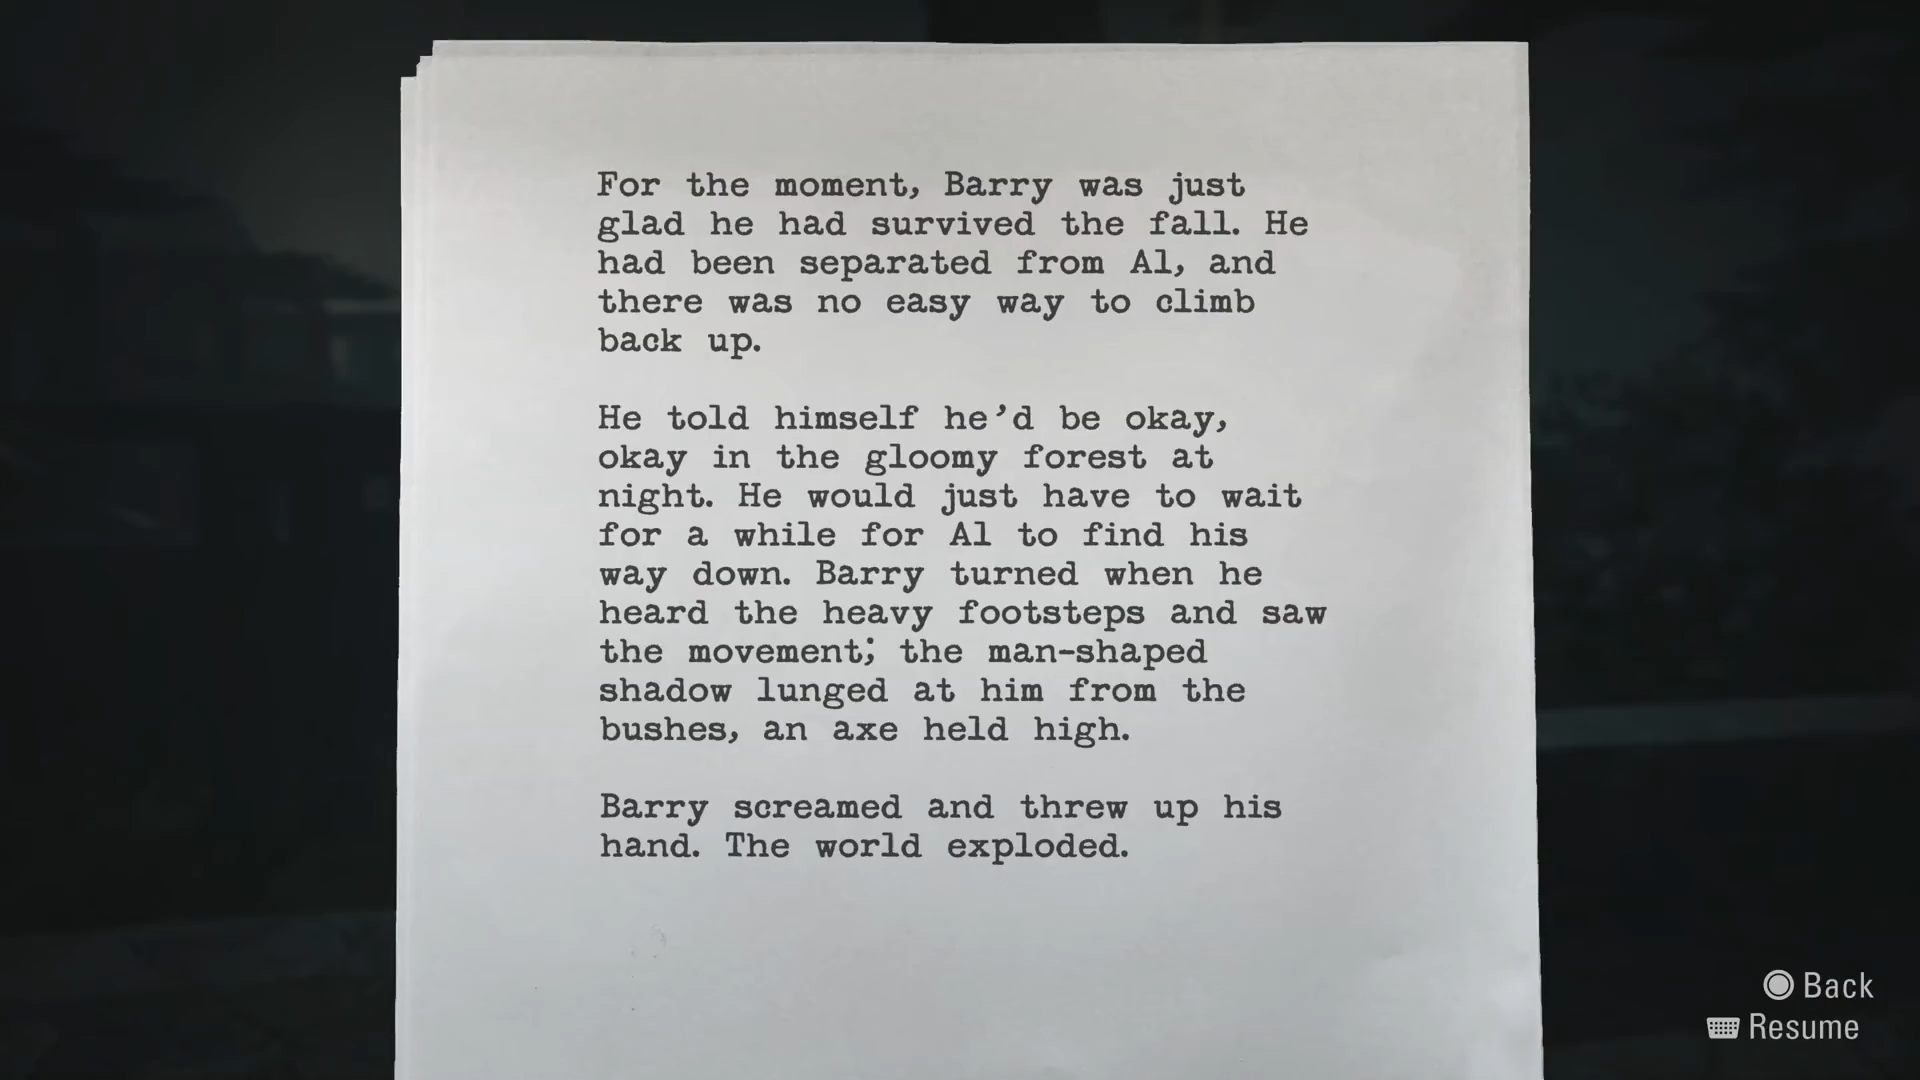 For the moment, Barry was just
glad he had survived the fall. He
had been separated from Al, and
there was no easy way to climb
back up.
He told himself he’d be okay,
okay in the gloomy forest at
night. He would just have to wait
for a while for Al to find his
way down. Barry turned when he
heard the heavy footsteps and saw
the movement; the man-shaped
shadow lunged at him from the
bushes, an axe held high.
Barry screamed and threw up his
hand. The world exploded.
Back
Resume